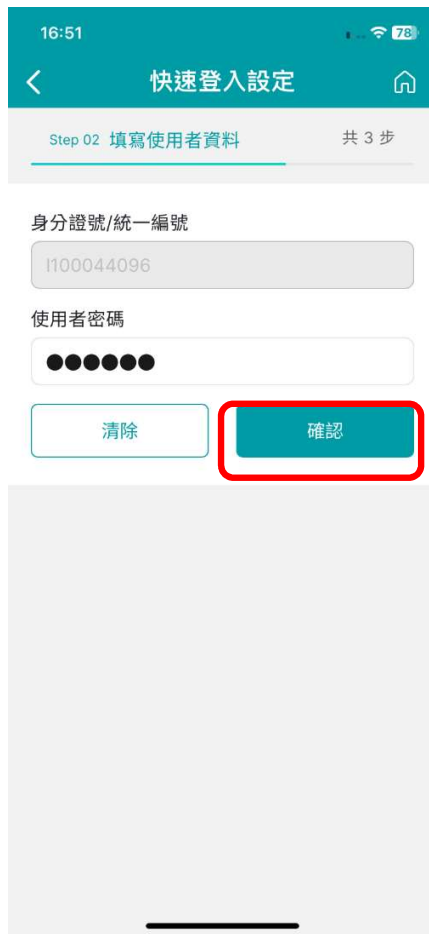 16:51
78
快速登入設定
Step 02 填寫使用者資料 共 3 步
身分證號/統一編號
I100044096
使用者密碼
●●●●●●
清除 確認